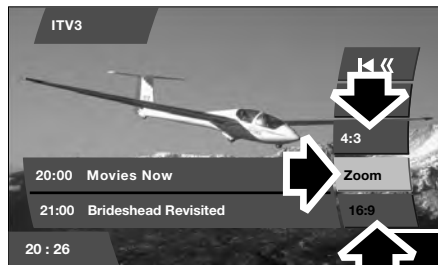 ITV3
4:3
20:00 Movies Now
Zoom
21:00 Brideshead Revisited
16:9
20 : 26